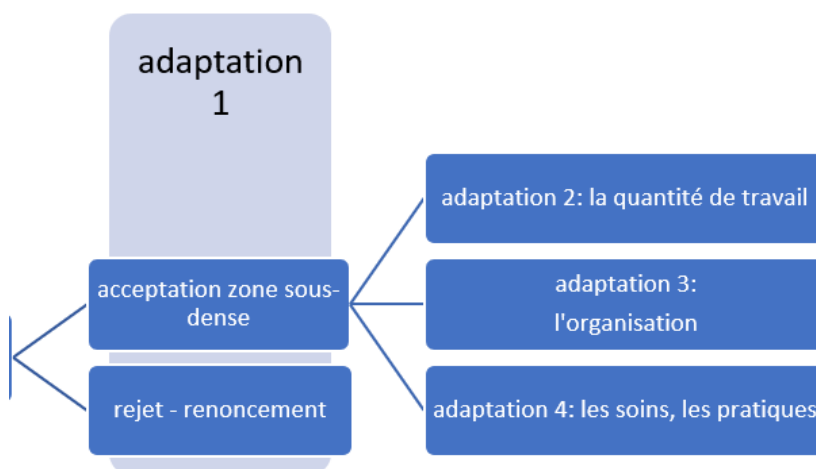 adaptation
1
adaptation 2: la quantité de travail
acceptation zone sous-
dense
adaptation 3:
l'organisation
rejet - renoncement
adaptation 4: les soins, les pratiques